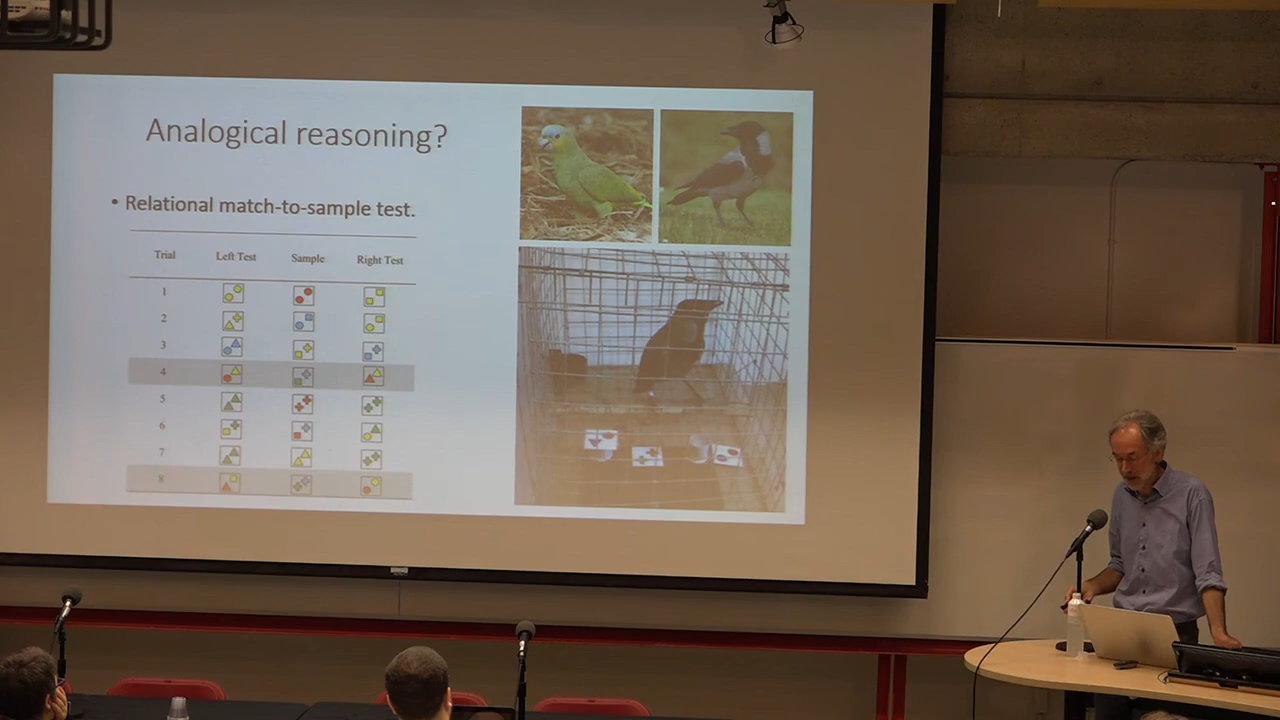 Analogical reasoning?
• Relational match-to-sample test.
Trial Left Test Sample Right Test
1
2
3
4
5
6
7
8